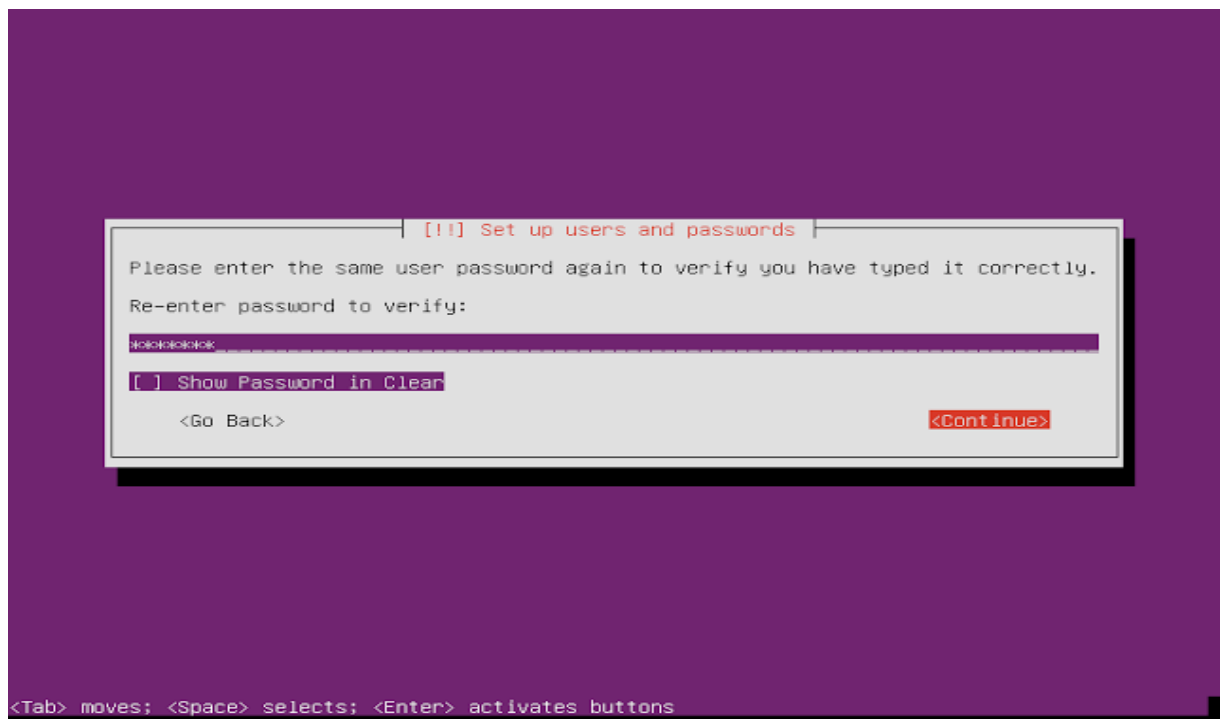 [!!] Set up users and passwords
Please enter the same user password again to verify you have typed it correctly.
Re-enter password to verify:
*******________________________________________________________________________
[ ] Show Password in Clear
<Go Back> <Continue>
<Tab> moves; <Space> selects; <Enter> activates buttons